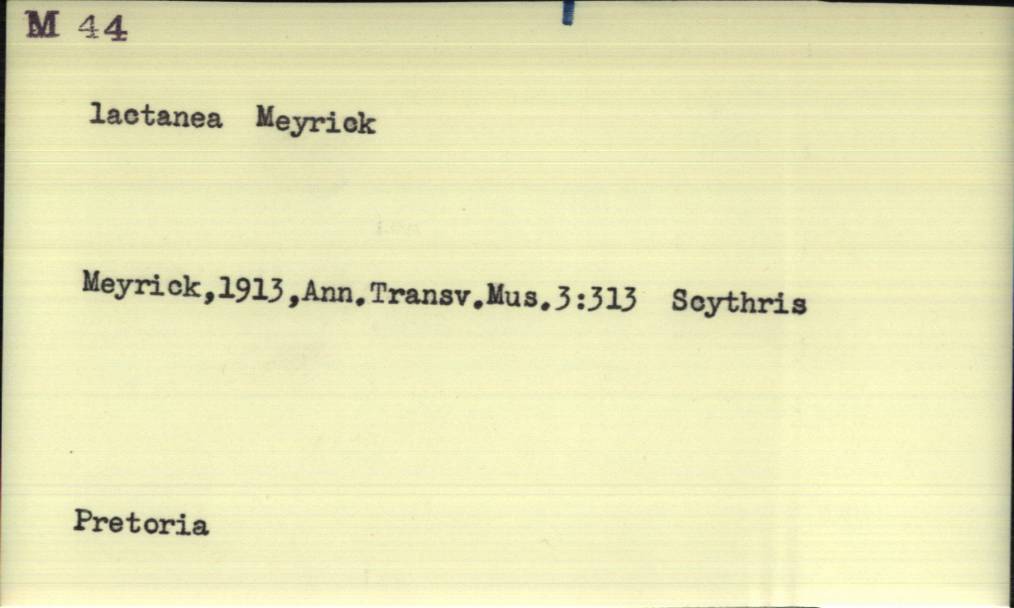 M 44
lactanea Meyrick
Meyrick,1913,Ann.Transv.Mus.3:313 Scythris
Pretoria